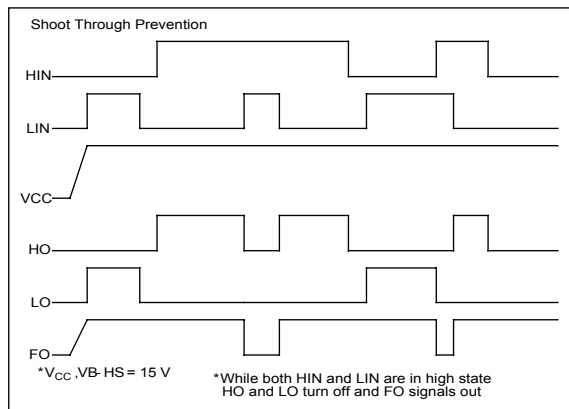 Shoot Through Prevention
HIN
LIN
VCC
HO
LO
FO
*VCC ,VB- HS = 15 V
*While both HIN and LIN are in high state
HO and LO turn off and FO signals out